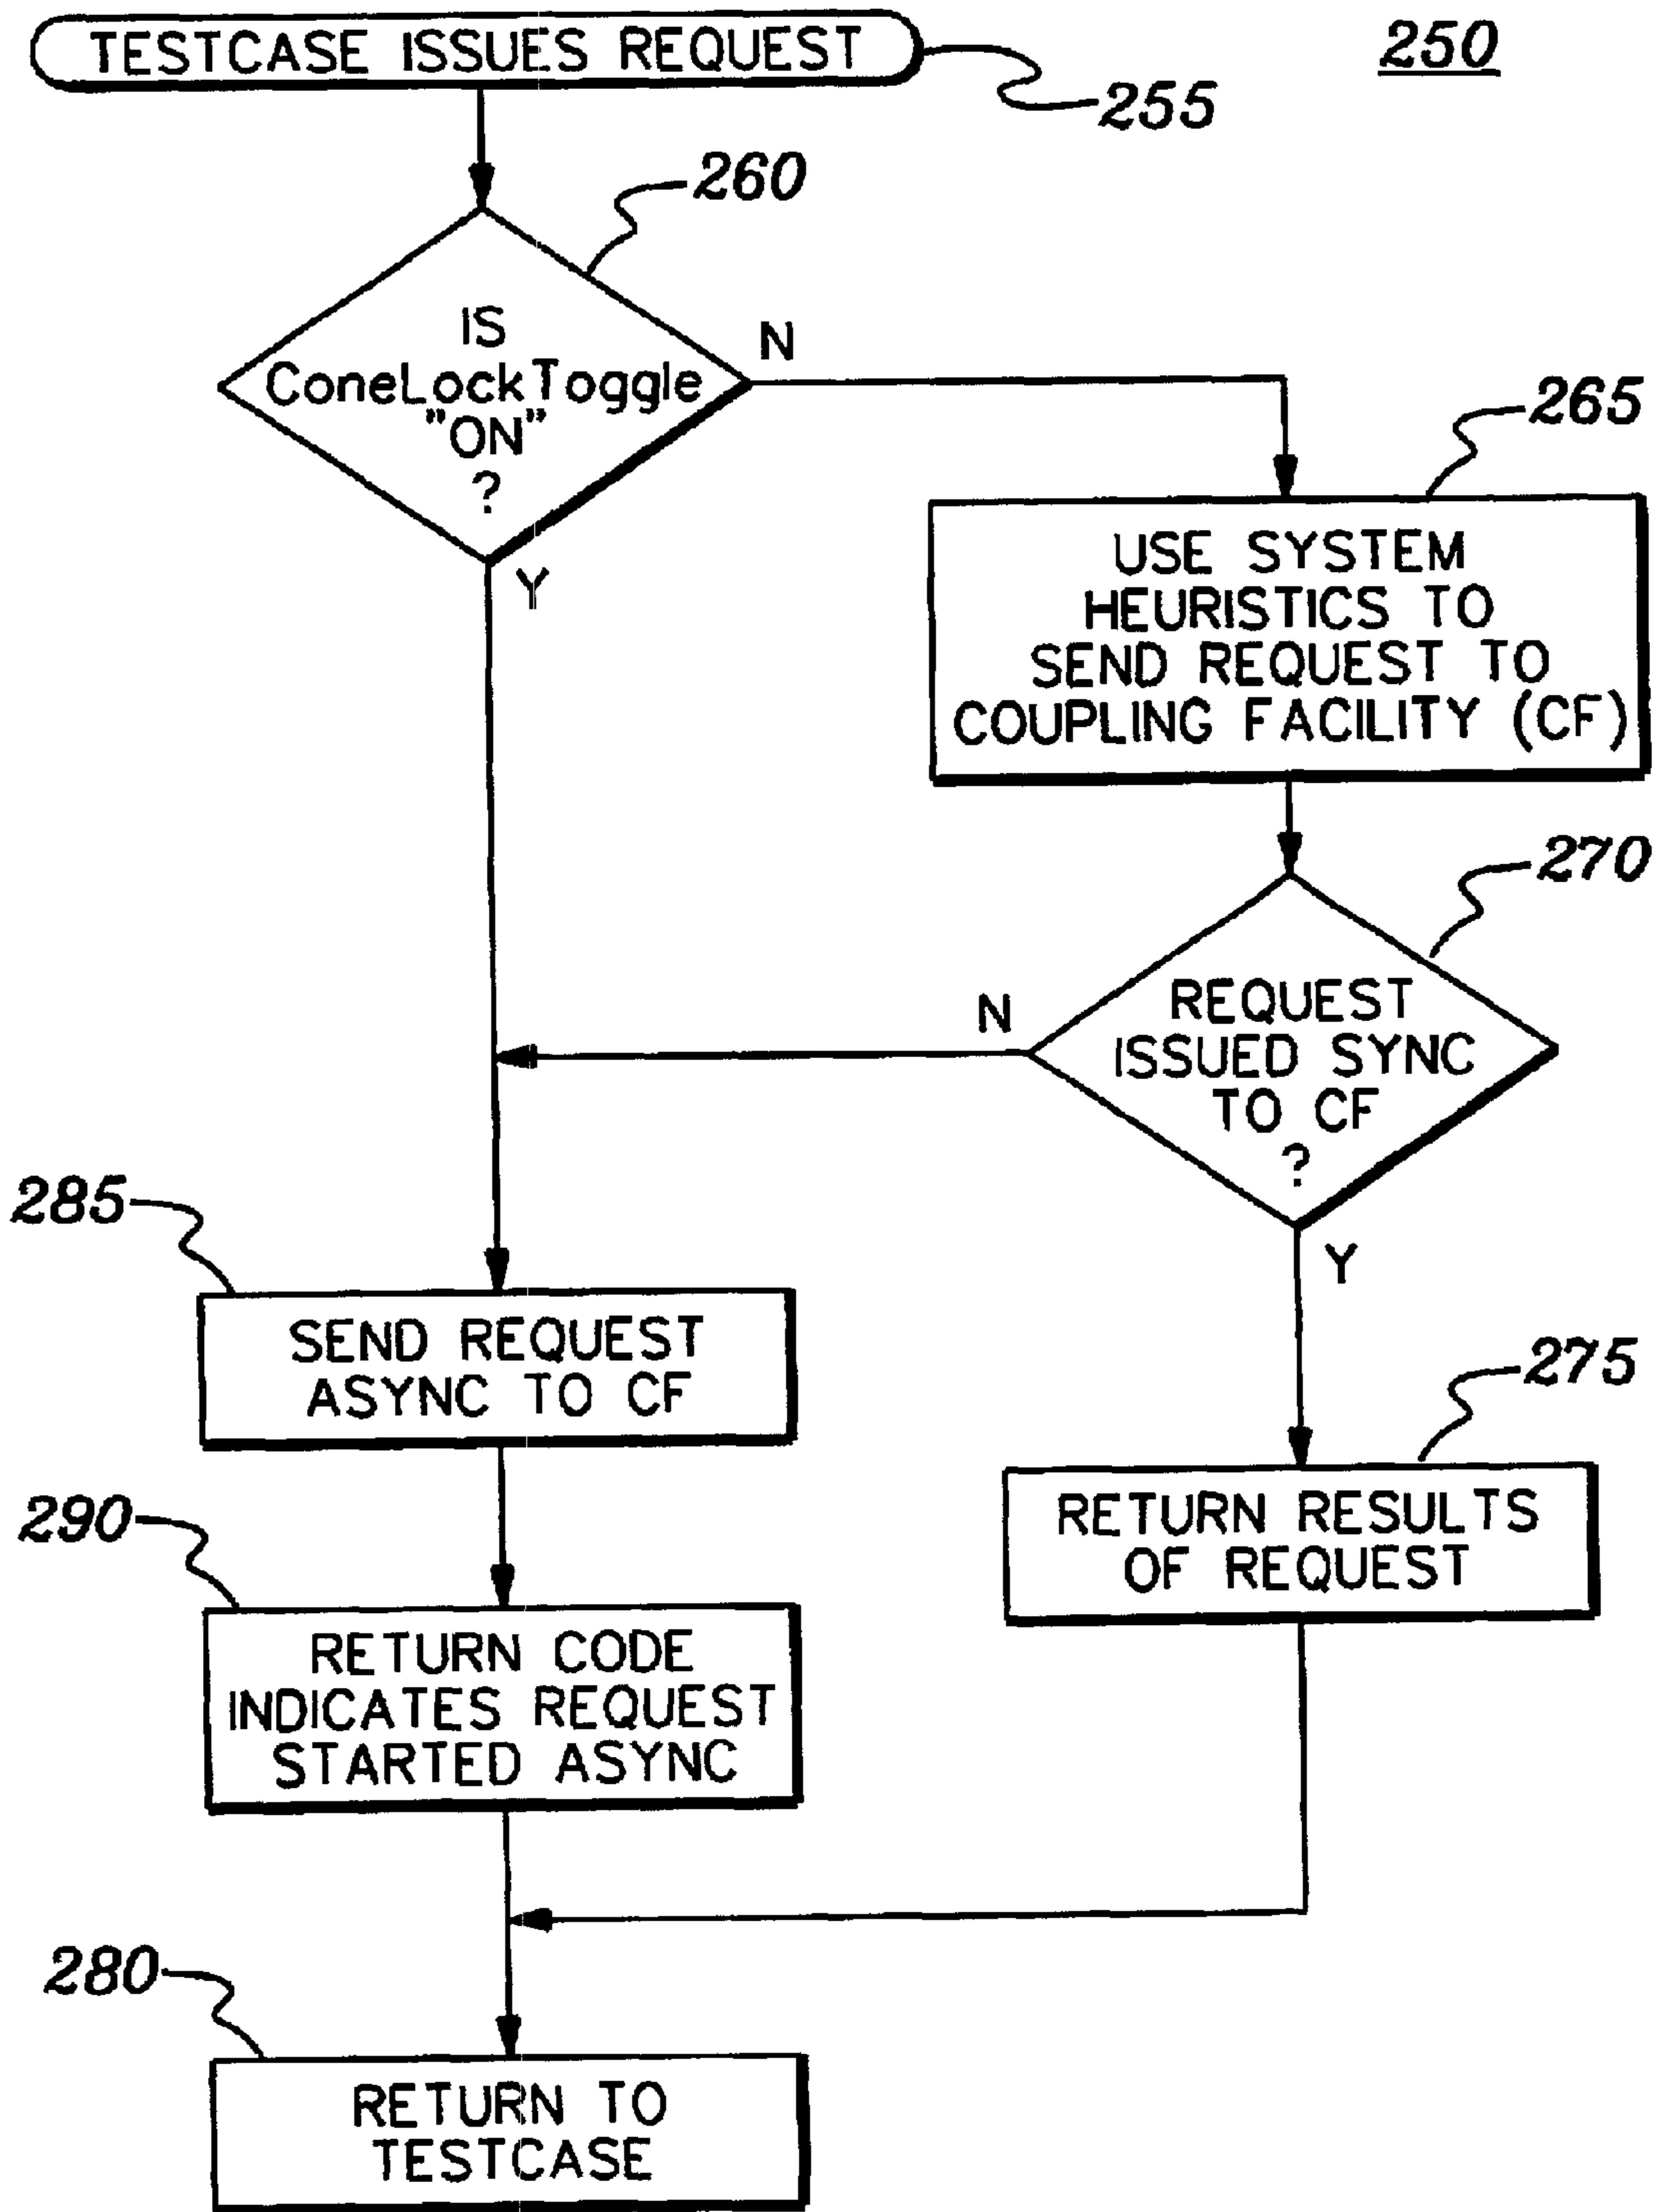 TESTCASE ISSUES REQUEST
250
255
260
IS
ConeLockToggle
"ON"
?
N
Y
265
USE SYSTEM
HEURISTICS TO
SEND REQUEST TO
COUPLING FACILITY (CF)
270
REQUEST
ISSUED SYNC
TO CF
?
N
Y
285
SEND REQUEST
ASYNC TO CF
275
RETURN RESULTS
OF REQUEST
290
RETURN CODE
INDICATES REQUEST
STARTED ASYNC
280
RETURN TO
TESTCASE